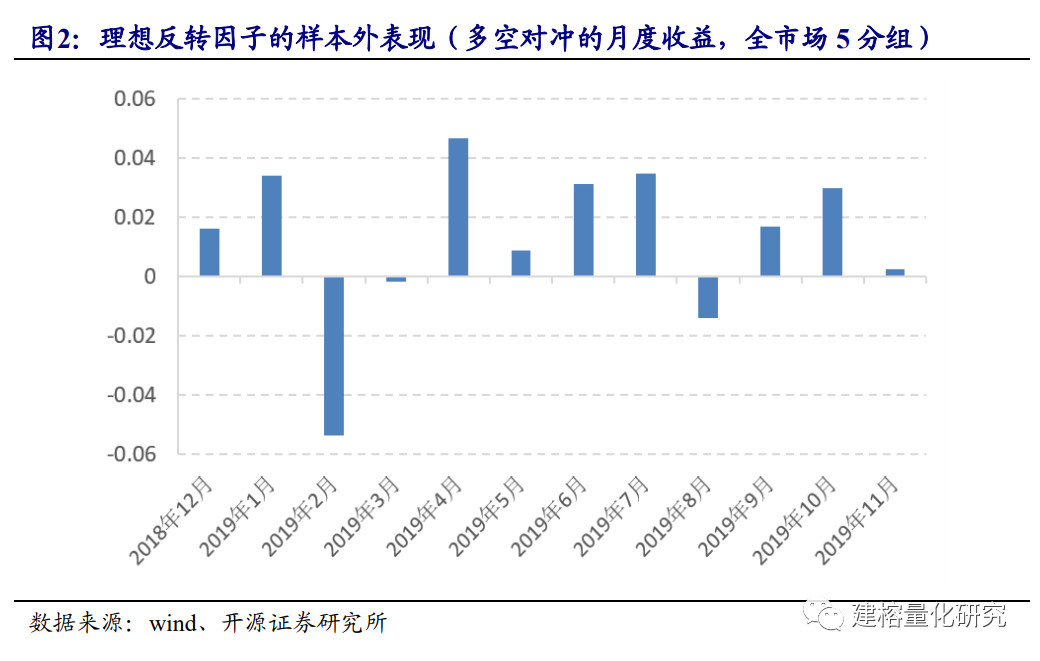 图2：理想反转因子的样本外表现（多空对冲的月度收益，全市场 5 分组）
0.06
0.04
0.02
0
-0.02
-0.04
-0.06
2018年12月
2019年1月
2019年2月
2019年3月
2019年4月
2019年5月
2019年6月
2019年7月
2019年8月
2019年9月
2019年10月
2019年11月
数据来源：wind、开源证券研究所
建榕量化研究